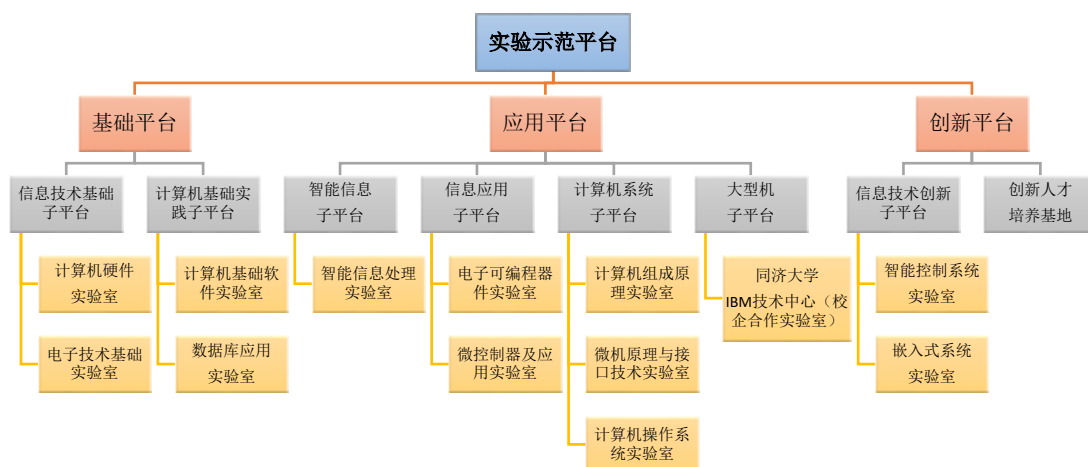 实验示范平台
基础平台
应用平台
创新平台
信息技术基础
子平台
计算机基础实
践子平台
智能信息
子平台
信息应用
子平台
计算机系统
子平台
大型机
子平台
信息技术创新
子平台
创新人才
培养基地
计算机硬件
实验室
计算机基础软
件实验室
智能信息处理
实验室
电子可编程器
件实验室
计算机组成原
理实验室
同济大学
IBM技术中心（校
企合作实验室）
智能控制系统
实验室
电子技术基础
实验室
数据库应用
实验室
微控制器及应
用实验室
微机原理与接
口技术实验室
嵌入式系统
实验室
计算机操作系
统实验室